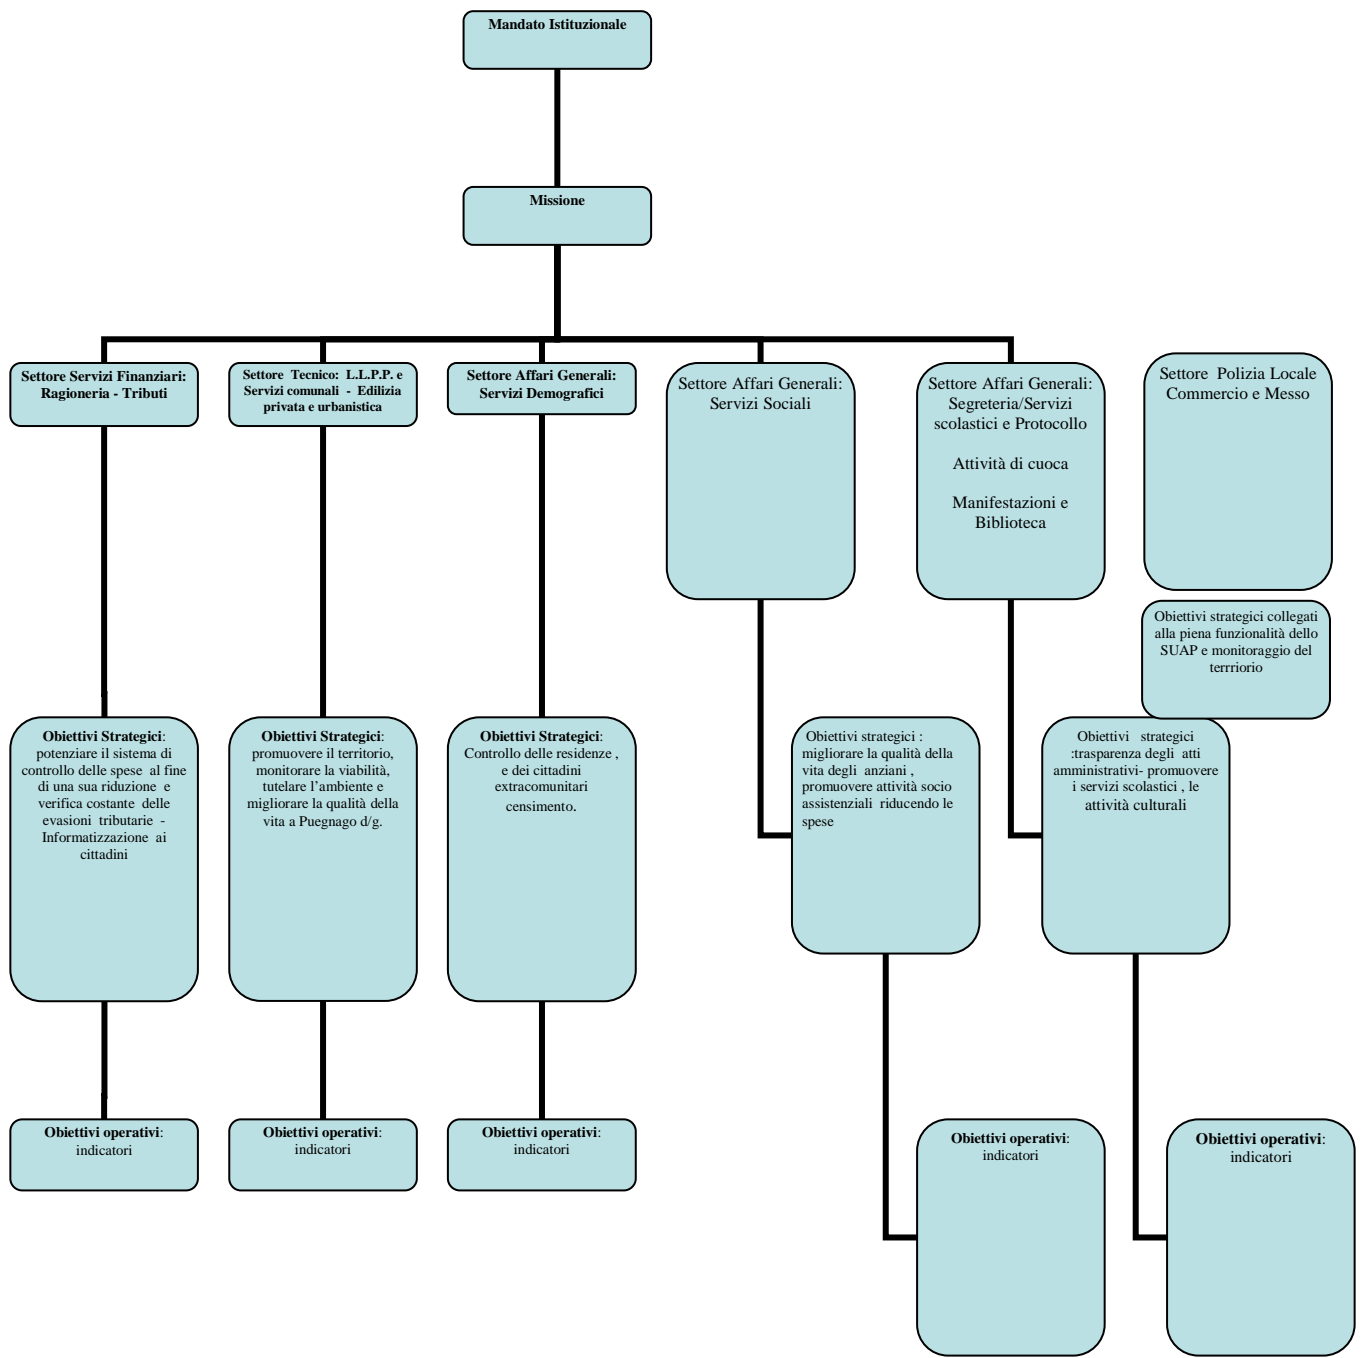 Mandato Istituzionale
Missione
Settore Servizi Finanziari:
Ragioneria - Tributi
Settore Tecnico: L.L.P.P. e
Servizi comunali - Edilizia
privata e urbanistica
Settore Affari Generali:
Servizi Demografici
Settore Affari Generali:
Servizi Sociali
Settore Affari Generali:
Segreteria/Servizi
scolastici e Protocollo
Attività di cuoca
Manifestazioni e
Biblioteca
Settore Polizia Locale
Commercio e Messo
Obiettivi strategici collegati
alla piena funzionalità dello
SUAP e monitoraggio del
terrriorio
Obiettivi Strategici:
potenziare il sistema di
controllo delle spese al fine
di una sua riduzione e
verifica costante delle
evasioni tributarie -
Informatizzazione ai
cittadini
Obiettivi Strategici:
promuovere il territorio,
monitorare la viabilità,
tutelare l’ambiente e
migliorare la qualità della
vita a Puegnago d/g.
Obiettivi Strategici:
Controllo delle residenze ,
e dei cittadini
extracomunitari
censimento.
Obiettivi strategici :
migliorare la qualità della
vita degli anziani ,
promuovere attività socio
assistenziali riducendo le
spese
Obiettivi strategici
:trasparenza degli atti
amministrativi- promuovere
i servizi scolastici , le
attività culturali
Obiettivi operativi:
indicatori
Obiettivi operativi:
indicatori
Obiettivi operativi:
indicatori
Obiettivi operativi:
indicatori
Obiettivi operativi:
indicatori